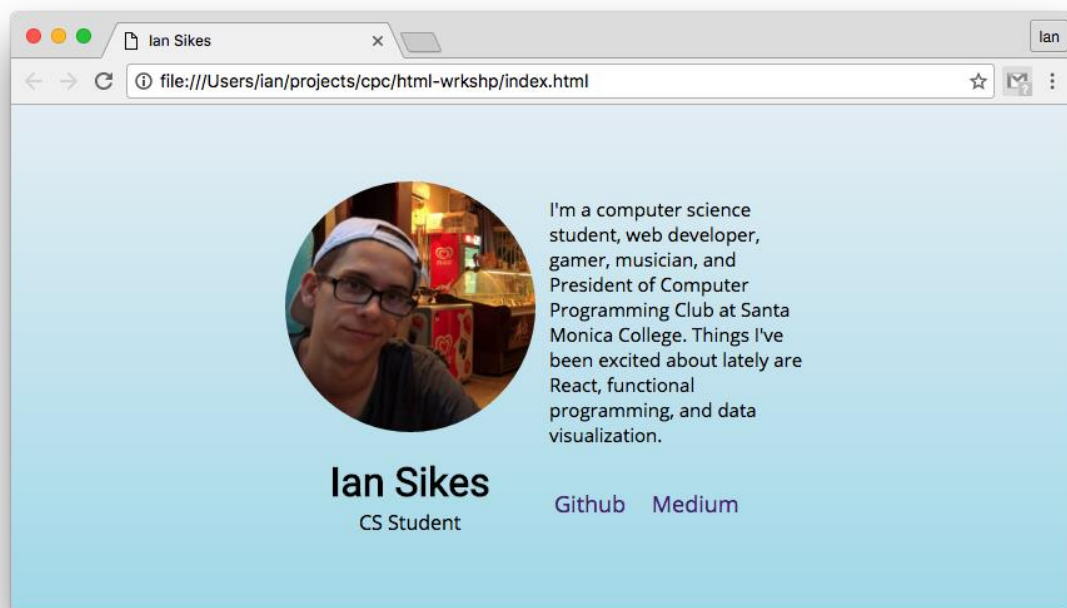 Ian Sikes
Ian
file:///Users/ian/projects/cpc/html-wrkshp/index.html
I'm a computer science
student, web developer,
gamer, musician, and
President of Computer
Programming Club at Santa
Monica College. Things I've
been excited about lately are
React, functional
programming, and data
visualization.
Ian Sikes
CS Student
Github Medium